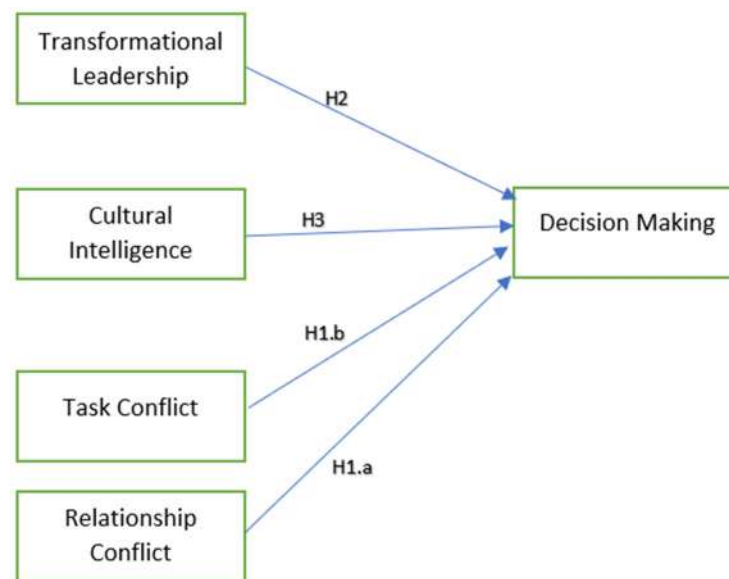 Transformational
Leadership
H2
Cultural
Intelligence
H3
Decision Making
H1.b
Task Conflict
H1.a
Relationship
Conflict